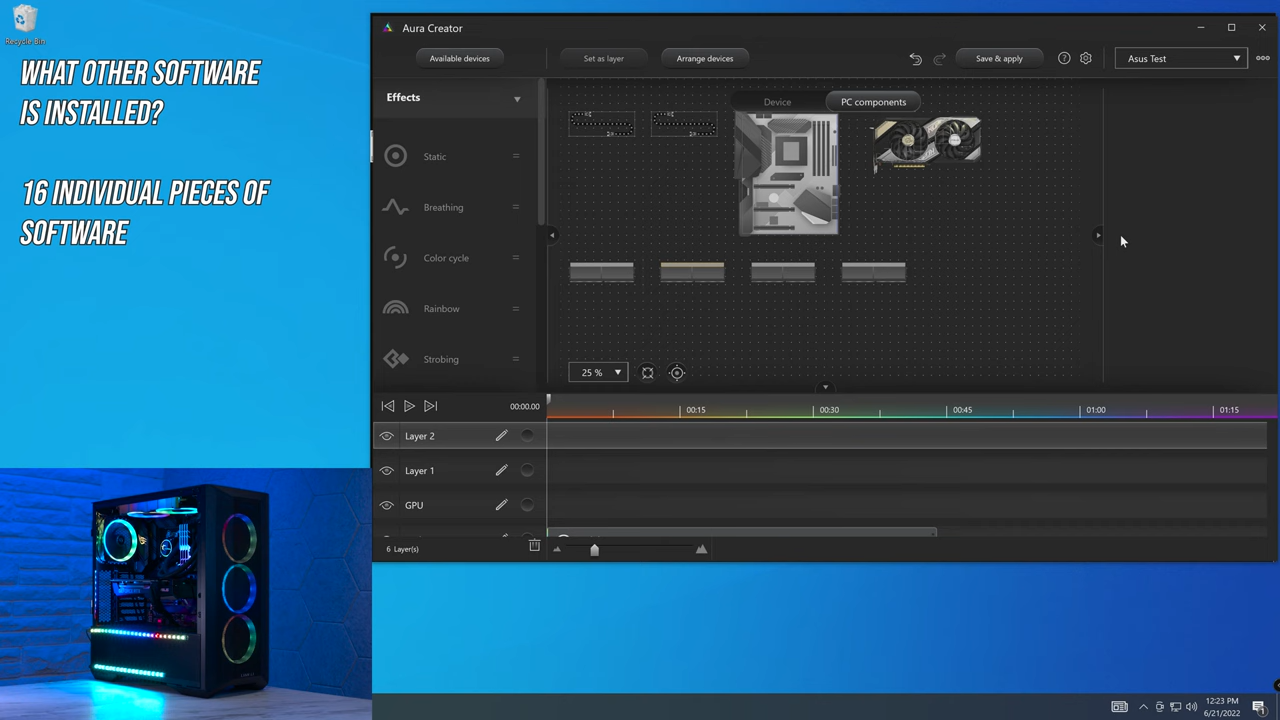 Recycle Bin
WHAT OTHER SOFTWARE
IS INSTALLED?
16 INDIVIDUAL PIECES OF
SOFTWARE
Aura Creator
Available devices
Set as layer
Arrange devices
Save & apply
Asus Test
Effects
Device
PC components
Static
Breathing
Color cycle
Rainbow
Strobing
25 %
00:00.00
00:15
00:30
00:45
01:00
01:15
Layer 2
Layer 1
GPU
6 Layer(s)
12:23 PM
6/21/2022